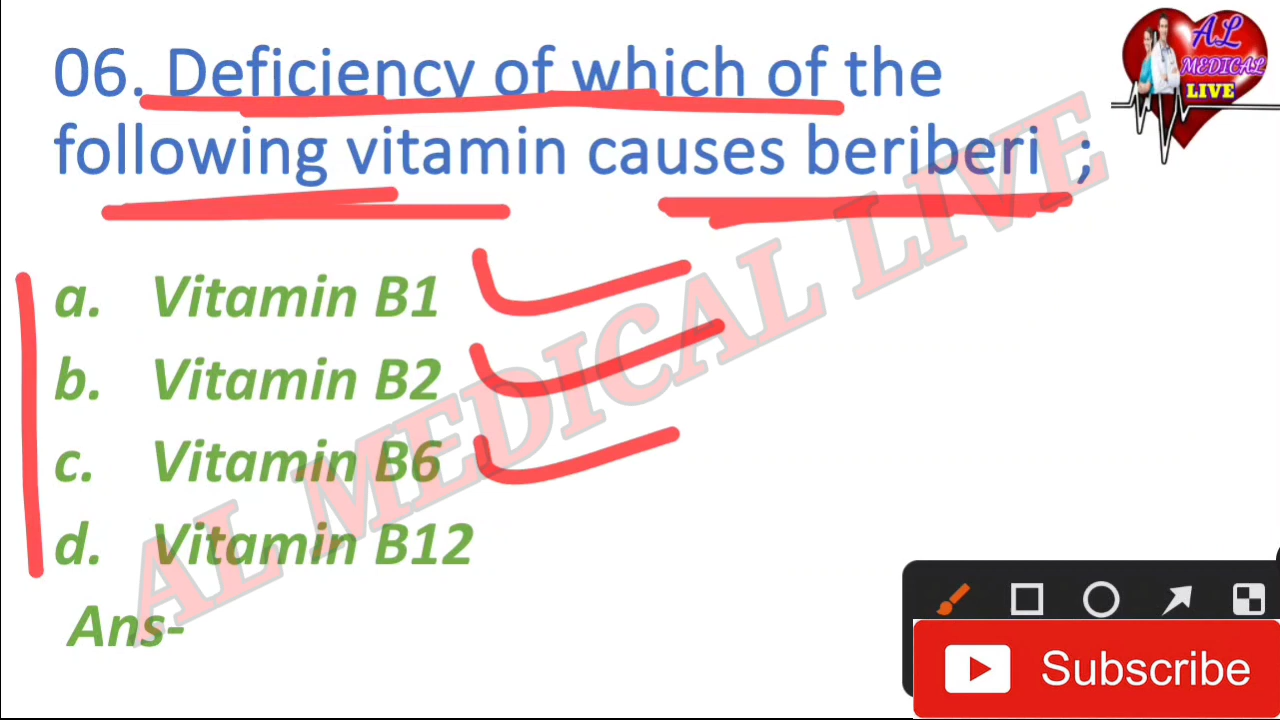 06. Deficiency of which of the
following vitamin causes beriberi ;
a. Vitamin B1
b. Vitamin B2
c. Vitamin B6
d. Vitamin B12
Ans-
AL MEDICAL LIVE
AL
MEDICAL
LIVE
Subscribe